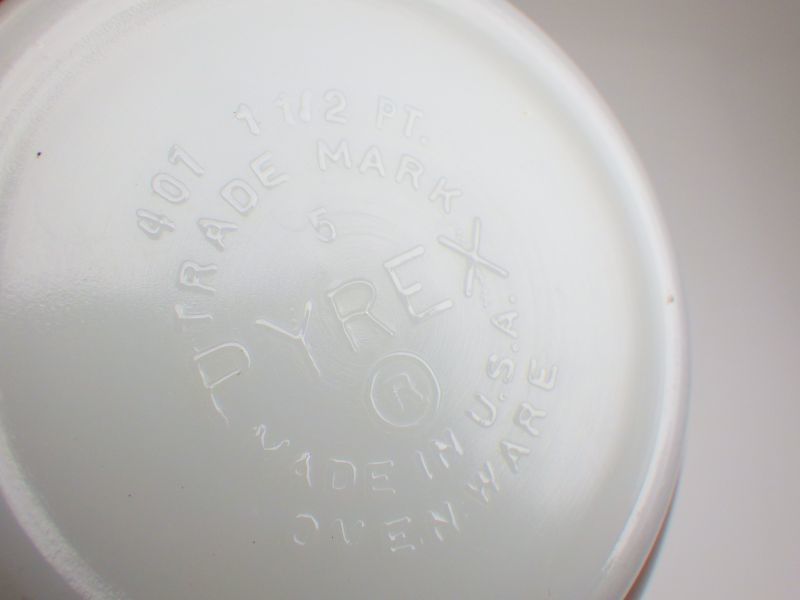 401 1 1/2 PT.
TRADE MARK
5
PYREX
®
MADE IN U.S.A.
OVEN-WARE